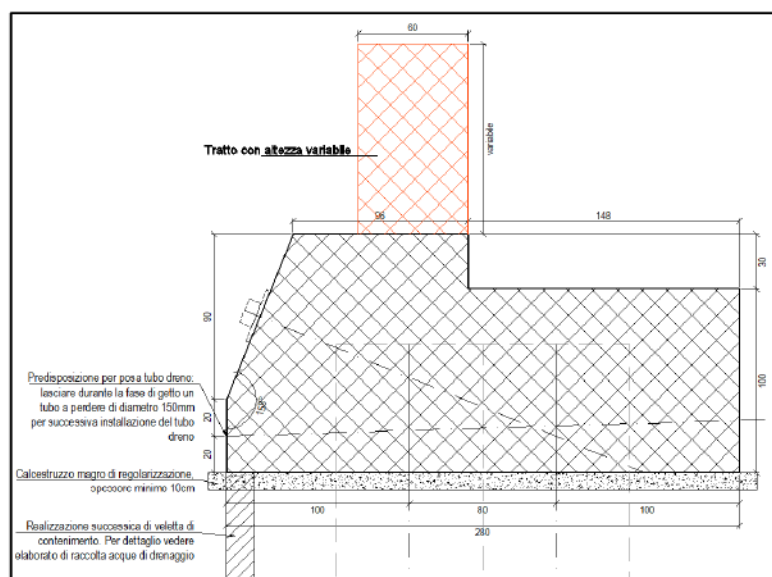 60
variabile
Tratto con altezza variabile
96
148
30
90
100
Predisposizione per posa tubo dreno:
lasciare durante la fase di getto un
tubo a perdere di diametro 150mm
per successiva installazione del tubo
dreno
158°
20
20
Calcestruzzo magro di regolarizzazione,
spessore minimo 10cm
100
80
100
280
Realizzazione successica di veletta di
contenimento. Per dettaglio vedere
elaborato di raccolta acque di drenaggio